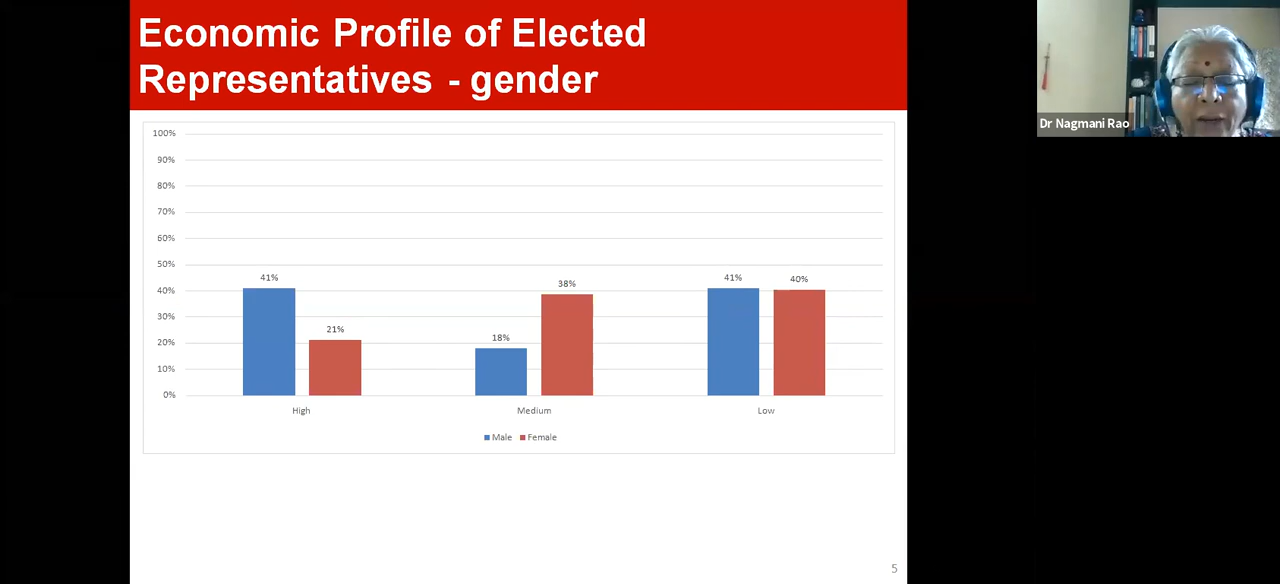 Economic Profile of Elected
Representatives - gender
Dr Nagmani Rao
100%
90%
80%
70%
60%
50%
40%
30%
20%
10%
0%
41%
21%
18%
38%
41%
40%
High
Medium
Low
Male
Female
5